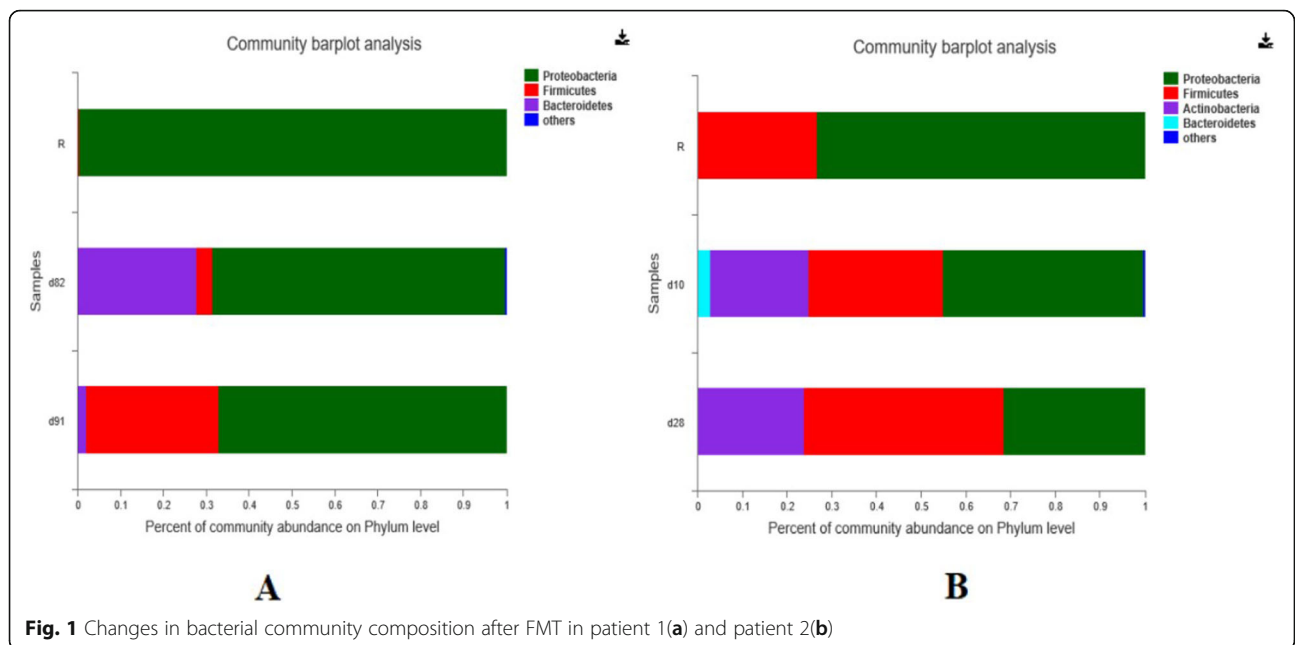 Community barplot analysis
Proteobacteria
Firmicutes
Bacteroidetes
others
R
d82
d91
Samples
0 0.1 0.2 0.3 0.4 0.5 0.6 0.7 0.8 0.9 1
Percent of community abundance on Phylum level
A
Community barplot analysis
Proteobacteria
Firmicutes
Actinobacteria
Bacteroidetes
others
R
d10
d28
Samples
0 0.1 0.2 0.3 0.4 0.5 0.6 0.7 0.8 0.9 1
Percent of community abundance on Phylum level
B
Fig. 1 Changes in bacterial community composition after FMT in patient 1(a) and patient 2(b)